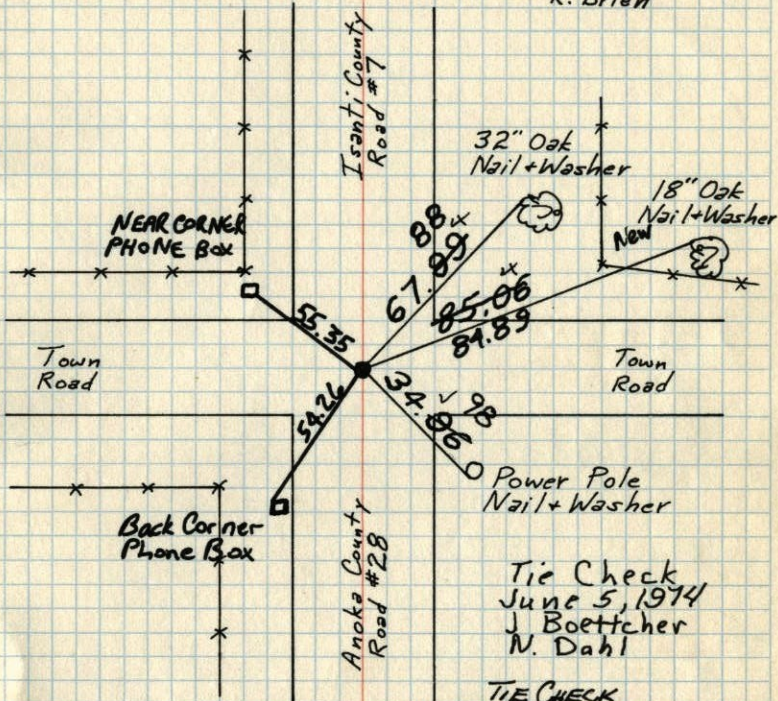 R. Brien
Isanti County
Road #7
32" Oak
Nail + Washer
18" Oak
Nail + Washer
New
NEAR CORNER
PHONE BOX
88
67.89
85.06
84.89
55.35
Town
Road
Town
Road
54.26
98
34.06
Power Pole
Nail + Washer
Back Corner
Phone Box
Anoka County
Road #28
Tie Check
June 5, 1974
J Boettcher
N. Dahl
TIE CHECK